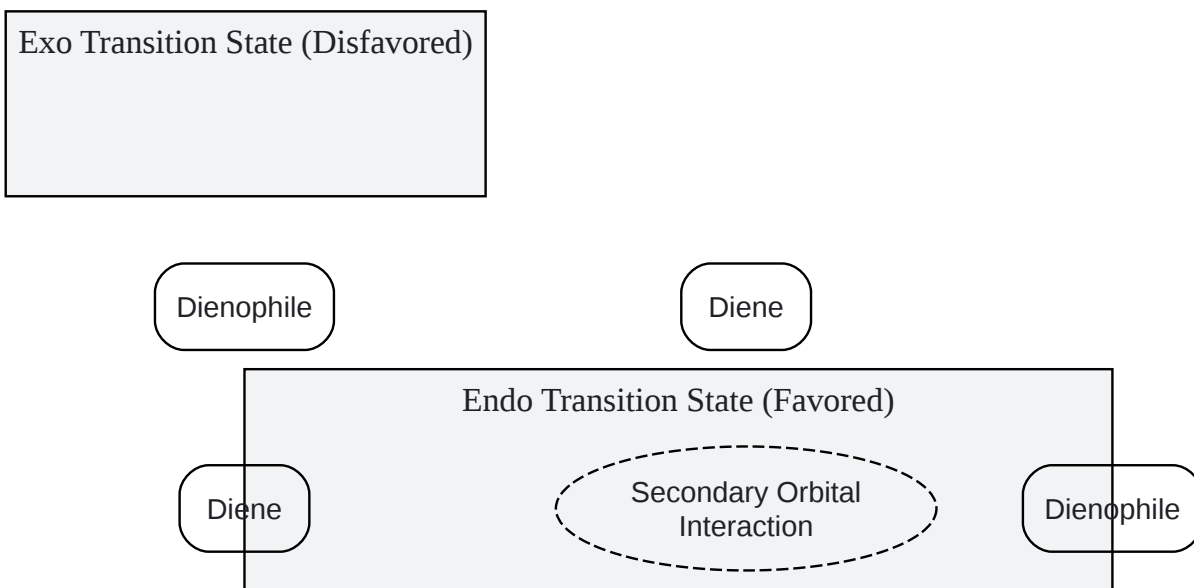 Exo Transition State (Disfavored)
Dienophile
Diene
Endo Transition State (Favored)
Diene
Secondary Orbital
Interaction
Dienophile